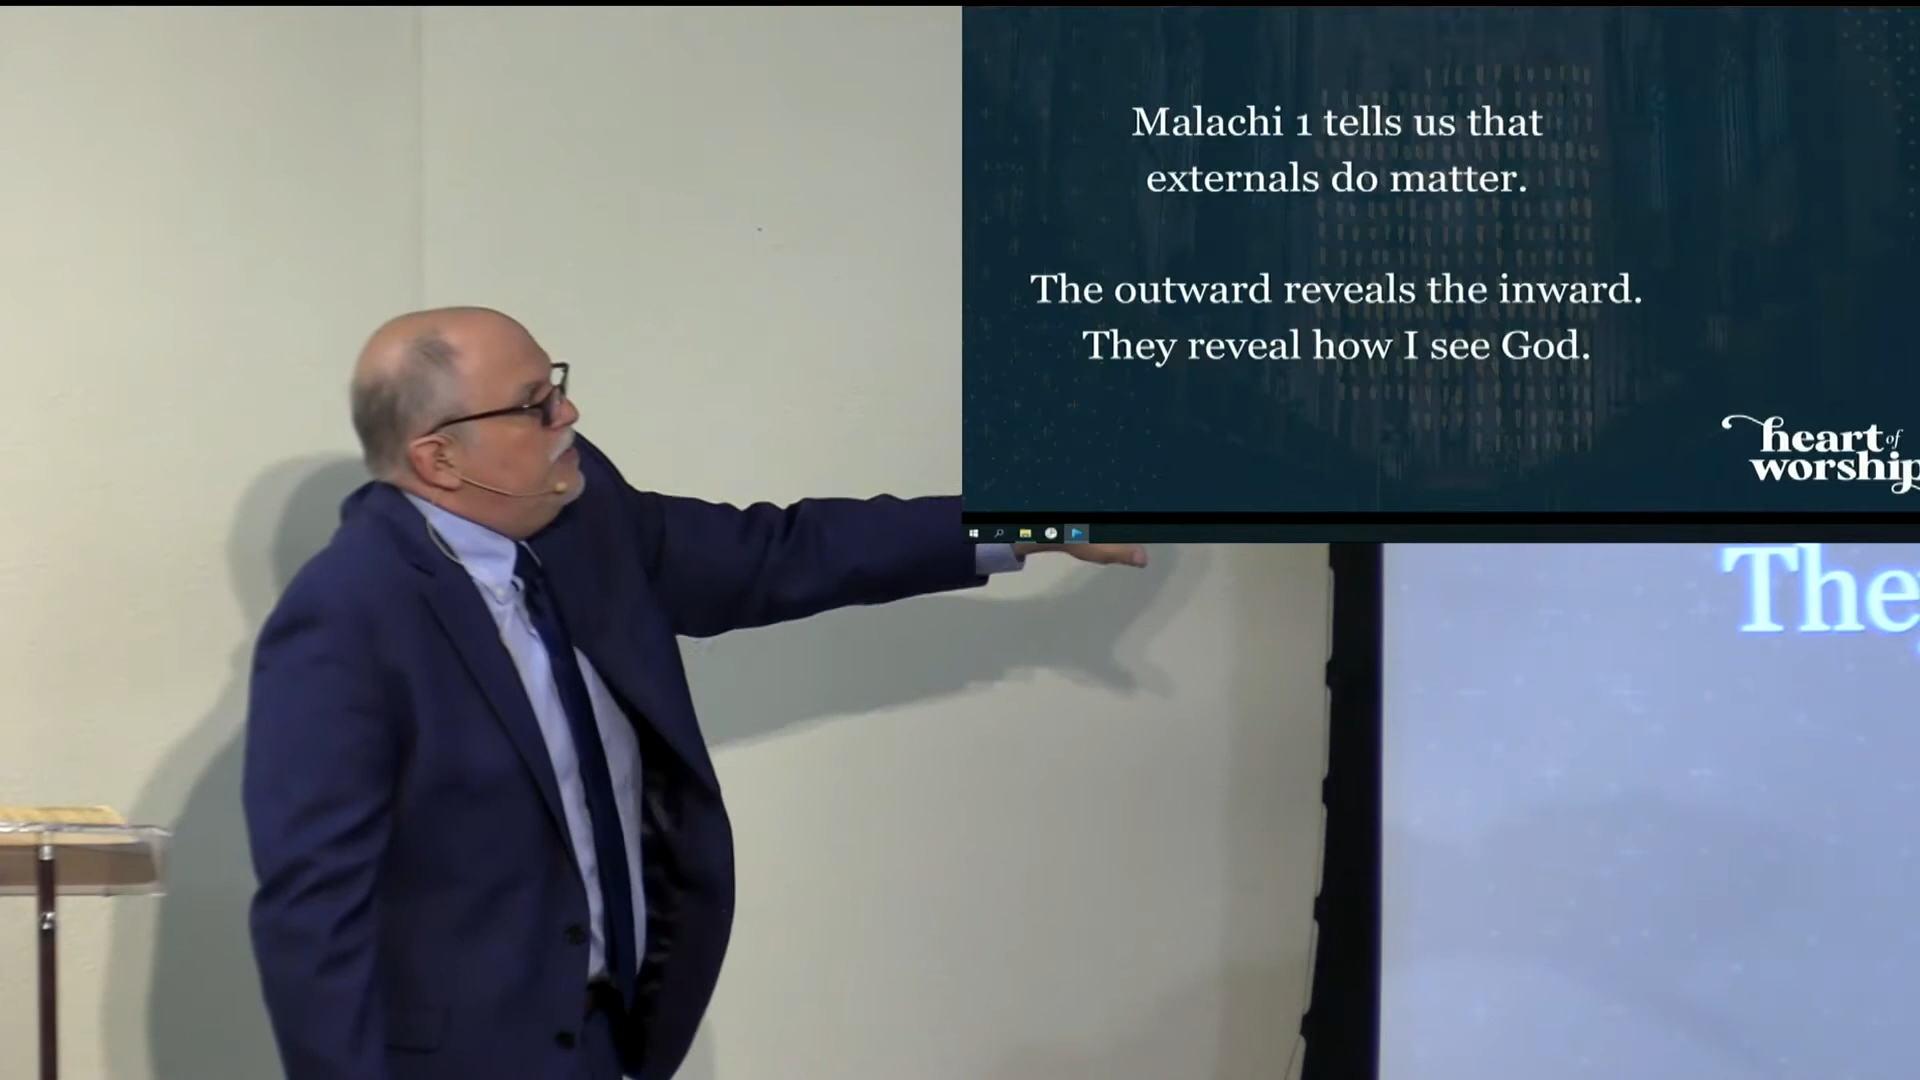 Malachi 1 tells us that
externals do matter.
The outward reveals the inward.
They reveal how I see God.
heart of
worship
They